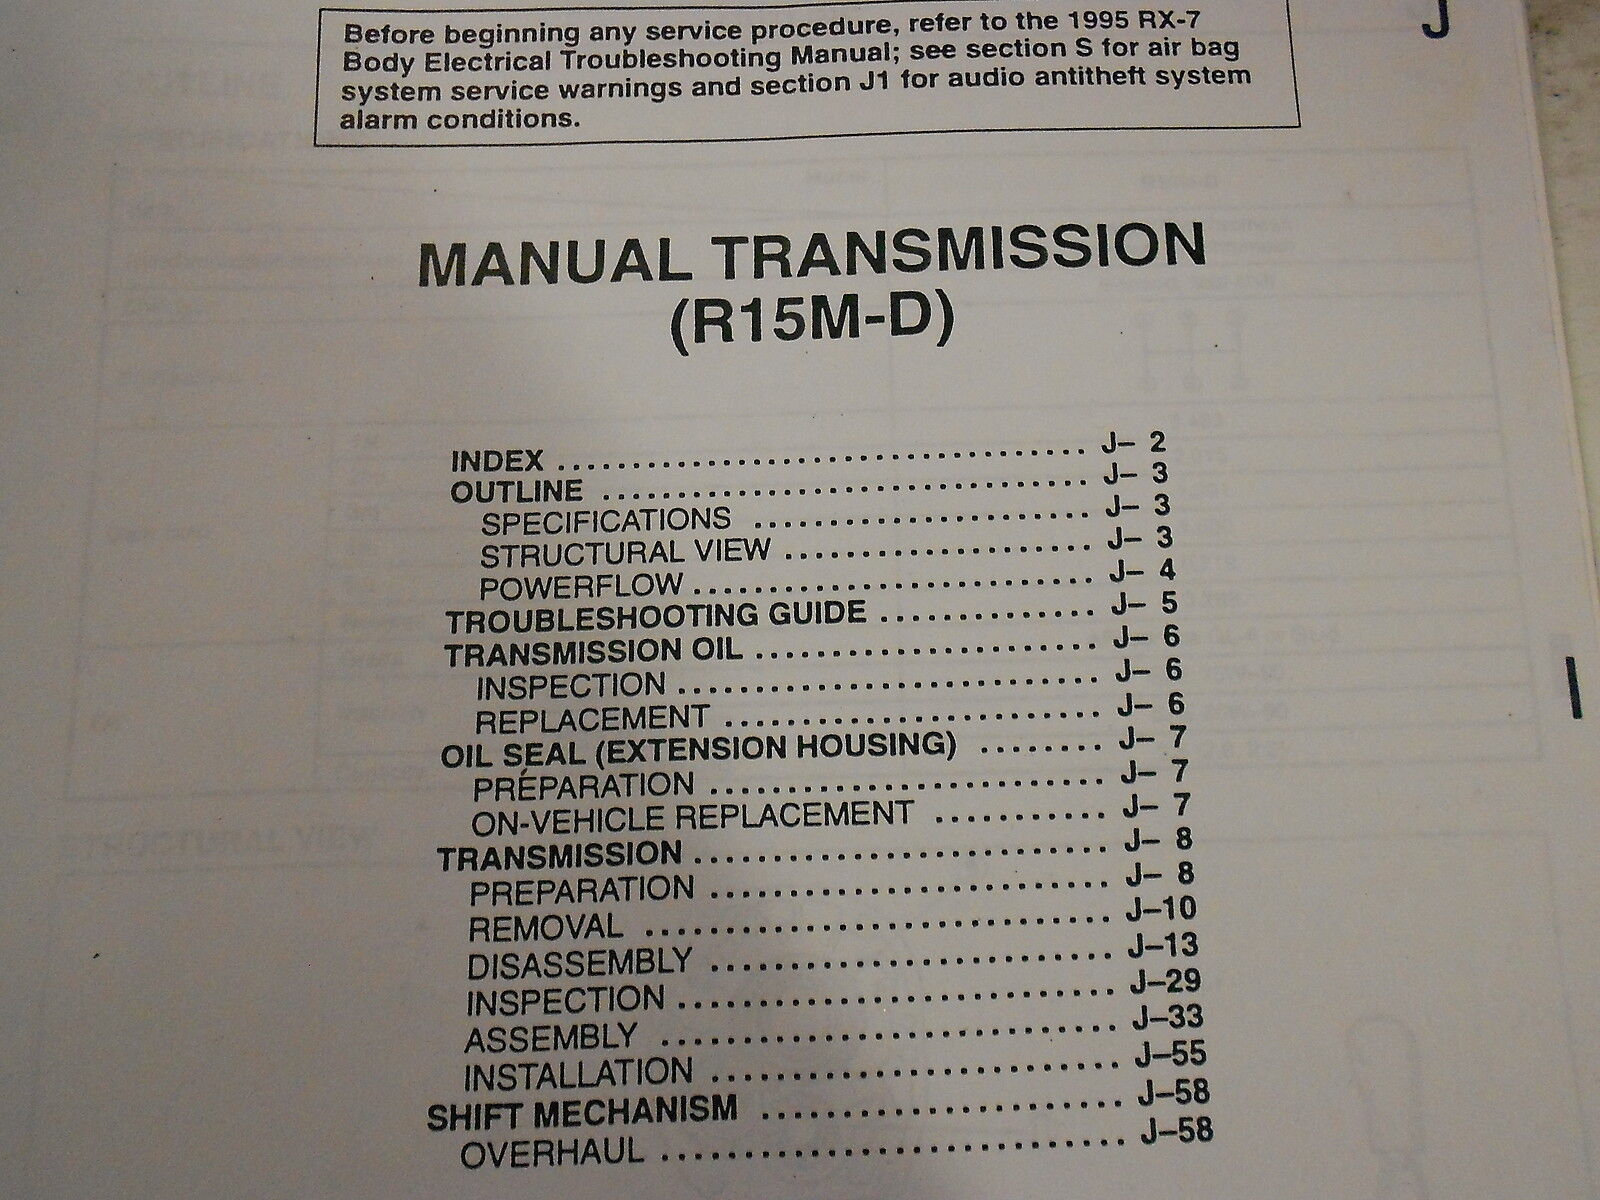 J
Before beginning any service procedure, refer to the 1995 RX-7
Body Electrical Troubleshooting Manual; see section S for air bag
system service warnings and section J1 for audio antitheft system
alarm conditions.
MANUAL TRANSMISSION
(R15M-D)
INDEX ........................................ J– 2
OUTLINE .................................... J– 3
SPECIFICATIONS ......................... J– 3
STRUCTURAL VIEW ...................... J– 3
POWERFLOW .............................. J– 4
TROUBLESHOOTING GUIDE ............... J– 5
TRANSMISSION OIL ........................ J– 6
INSPECTION ............................. J– 6
REPLACEMENT .......................... J– 6
OIL SEAL (EXTENSION HOUSING) ........ J– 7
PREPARATION ........................... J– 7
ON-VEHICLE REPLACEMENT ............ J– 7
TRANSMISSION ............................. J– 8
PREPARATION ........................... J– 8
REMOVAL ................................ J–10
DISASSEMBLY ........................... J–13
INSPECTION ............................. J–29
ASSEMBLY ............................... J–33
INSTALLATION ........................... J–55
SHIFT MECHANISM ........................ J–58
OVERHAUL ............................... J–58